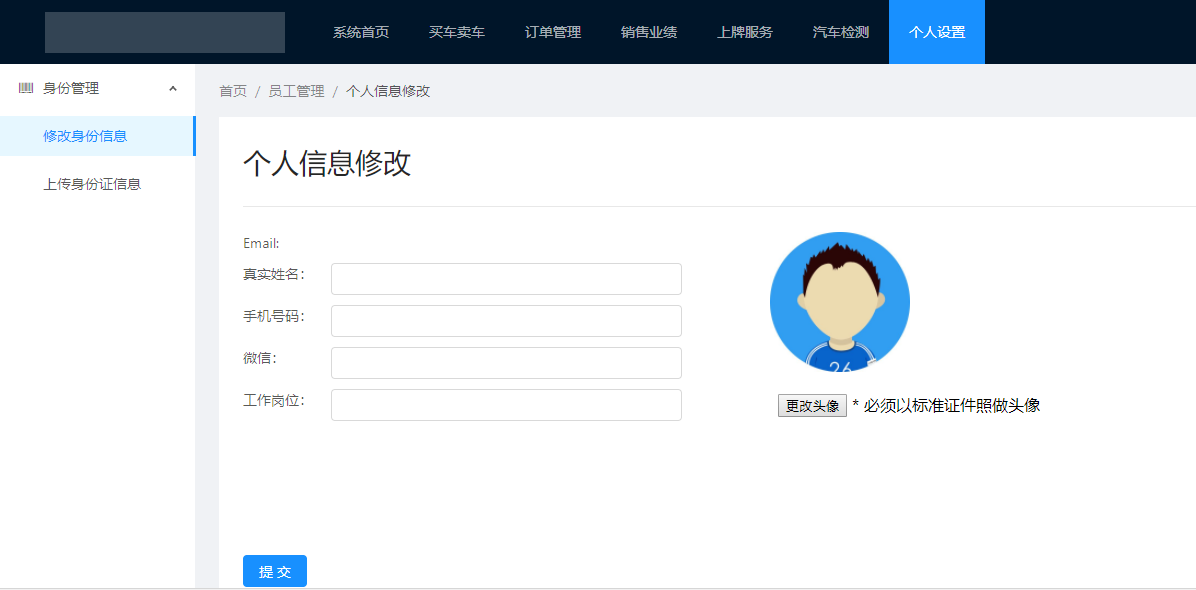 系统首页 买车卖车 订单管理 销售业绩 上牌服务 汽车检测 个人设置
身份管理
修改身份信息
上传身份证信息
首页 / 员工管理 / 个人信息修改
个人信息修改
Email:
真实姓名:
手机号码:
微信:
工作岗位:
26
更改头像 * 必须以标准证件照做头像
提 交